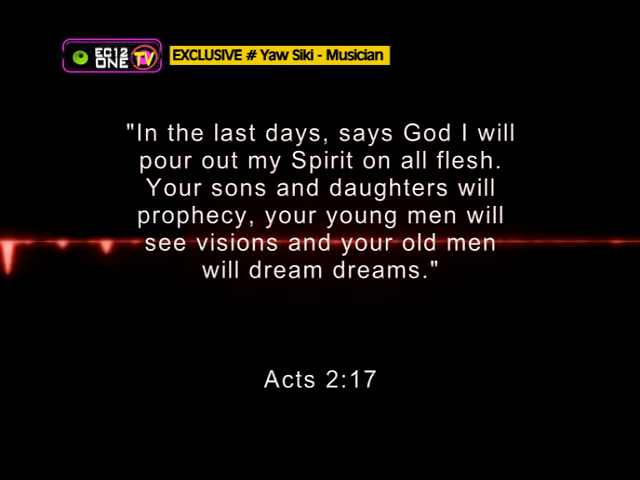 EC12
ONE TV
EXCLUSIVE # Yaw Siki - Musician
"In the last days, says God I will
pour out my Spirit on all flesh.
Your sons and daughters will
prophecy, your young men will
see visions and your old men
will dream dreams."
Acts 2:17